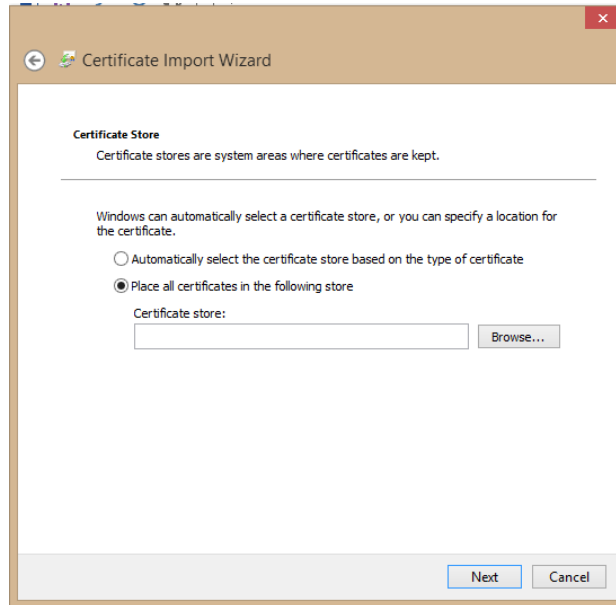 Certificate Import Wizard
Certificate Store
Certificate stores are system areas where certificates are kept.
Windows can automatically select a certificate store, or you can specify a location for
the certificate.
Automatically select the certificate store based on the type of certificate
Place all certificates in the following store
Certificate store:
Browse...
Next
Cancel